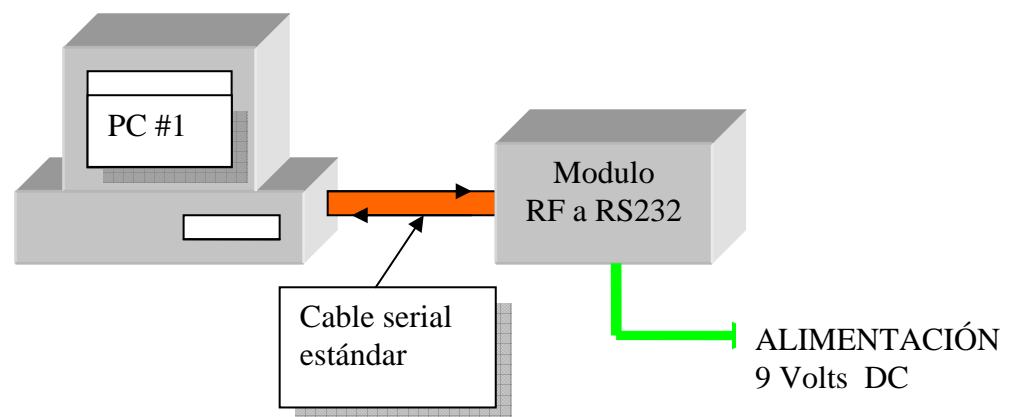 PC #1
Modulo
RF a RS232
Cable serial
estándar
ALIMENTACIÓN
9 Volts DC